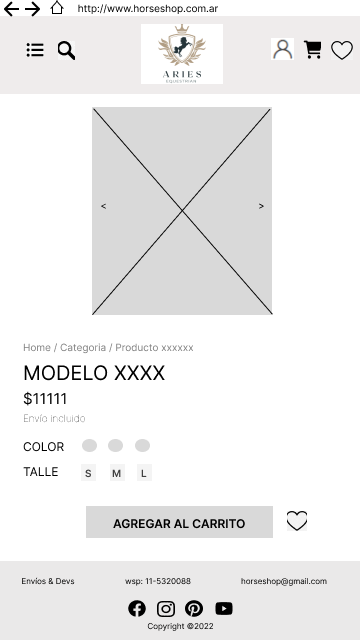 http://www.horseshop.com.ar
ARIES
EQUESTRIAN
< >
Home / Categoria / Producto xxxxxx
MODELO XXXX
$11111
Envío incluido
COLOR
TALLE S M L
AGREGAR AL CARRITO
Envíos & Devs wsp: 11-5320088 horseshop@gmail.com
Copyright ©2022